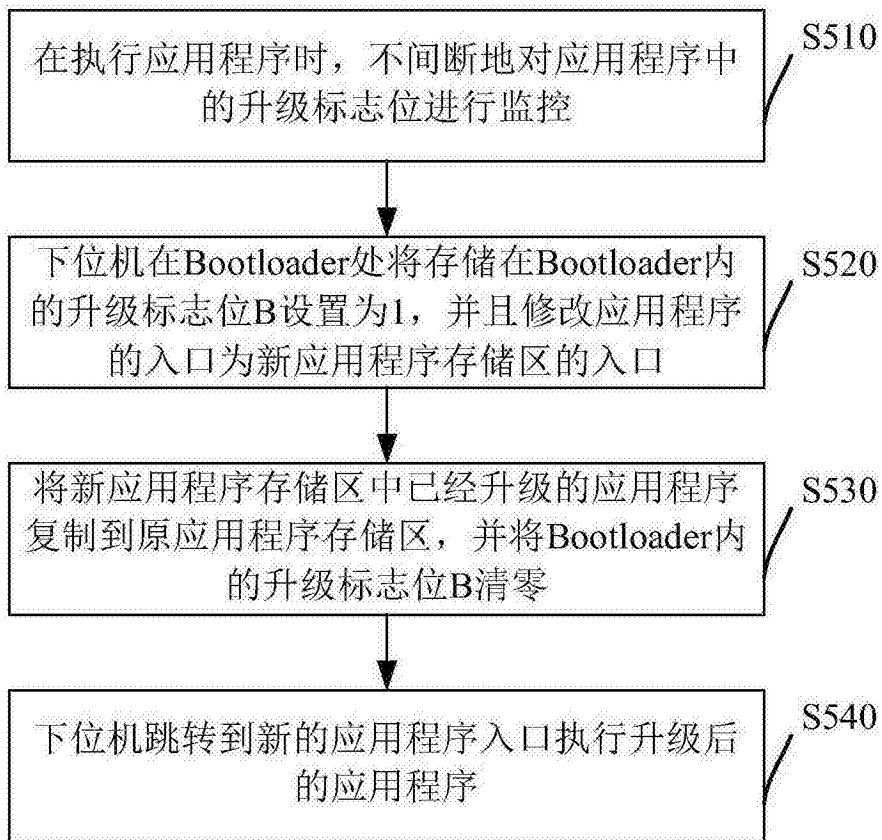 在执行应用程序时，不间断地对应用程序中
的升级标志位进行监控
S510
下位机在Bootloader处将存储在Bootloader内
的升级标志位B设置为1，并且修改应用程序
的入口为新应用程序存储区的入口
S520
将新应用程序存储区中已经升级的应用程序
复制到原应用程序存储区，并将Bootloader内
的升级标志位B清零
S530
下位机跳转到新的应用程序入口执行升级后
的应用程序
S540